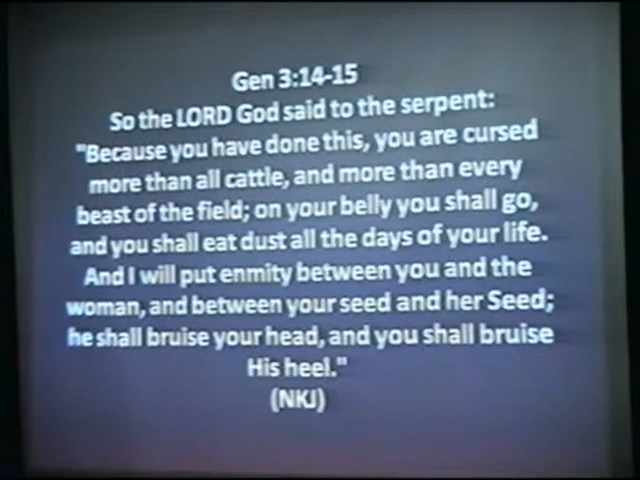 Gen 3:14-15
So the LORD God said to the serpent:
"Because you have done this, you are cursed
more than all cattle, and more than every
beast of the field; on your belly you shall go,
and you shall eat dust all the days of your life.
And I will put enmity between you and the
woman, and between your seed and her Seed;
he shall bruise your head, and you shall bruise
His heel."
(NKJ)